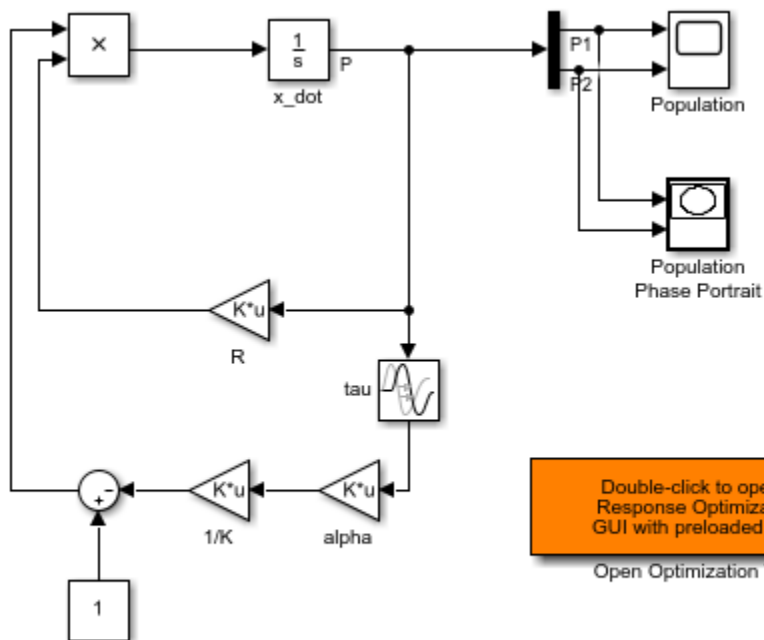 ×
1
s
x_dot
P
P1
P2
Population
Population
Phase Portrait
K*u
R
tau
K*u
1/K
K*u
alpha
+
-
1
Double-click to ope
Response Optimiza
GUI with preloaded
Open Optimization